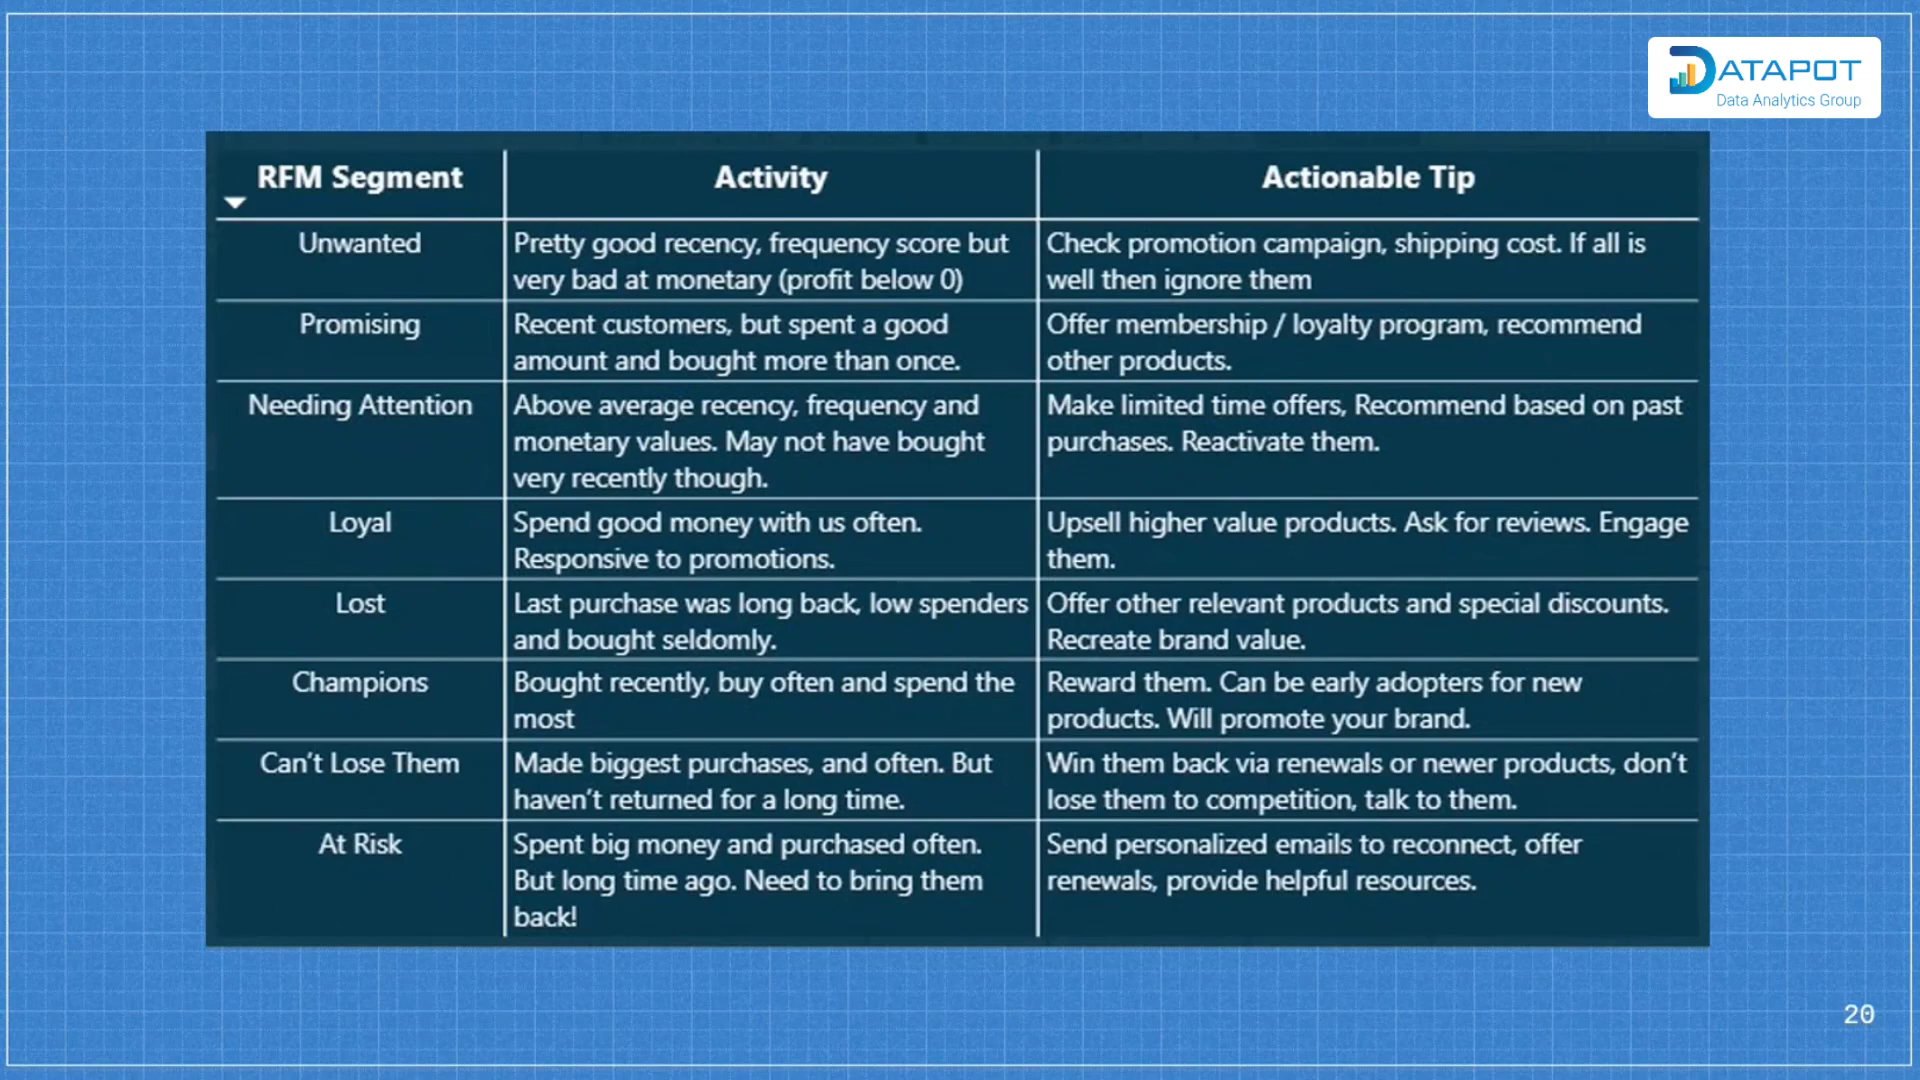 DATAPOT
Data Analytics Group
RFM Segment
Activity
Actionable Tip
Unwanted
Pretty good recency, frequency score but
very bad at monetary (profit below 0)
Check promotion campaign, shipping cost. If all is
well then ignore them
Promising
Recent customers, but spent a good
amount and bought more than once.
Offer membership / loyalty program, recommend
other products.
Needing Attention
Above average recency, frequency and
monetary values. May not have bought
very recently though.
Make limited time offers, Recommend based on past
purchases. Reactivate them.
Loyal
Spend good money with us often.
Responsive to promotions.
Upsell higher value products. Ask for reviews. Engage
them.
Lost
Last purchase was long back, low spenders
and bought seldomly.
Offer other relevant products and special discounts.
Recreate brand value.
Champions
Bought recently, buy often and spend the
most
Reward them. Can be early adopters for new
products. Will promote your brand.
Can't Lose Them
Made biggest purchases, and often. But
haven't returned for a long time.
Win them back via renewals or newer products, don't
lose them to competition, talk to them.
At Risk
Spent big money and purchased often.
But long time ago. Need to bring them
back!
Send personalized emails to reconnect, offer
renewals, provide helpful resources.
20